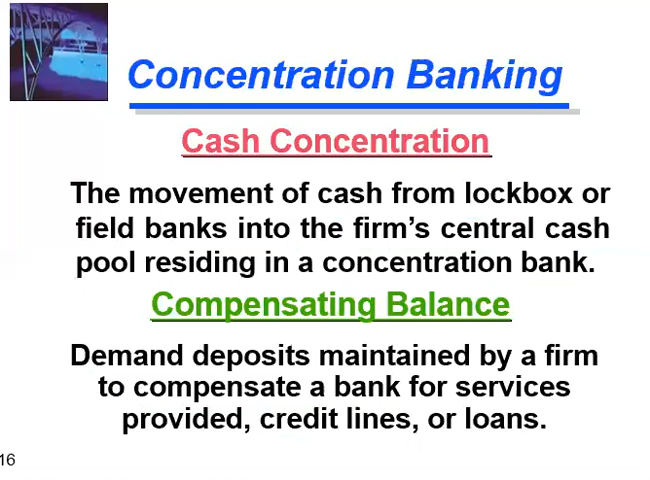 Concentration Banking
Cash Concentration
The movement of cash from lockbox or
field banks into the firm’s central cash
pool residing in a concentration bank.
Compensating Balance
Demand deposits maintained by a firm
to compensate a bank for services
provided, credit lines, or loans.
16